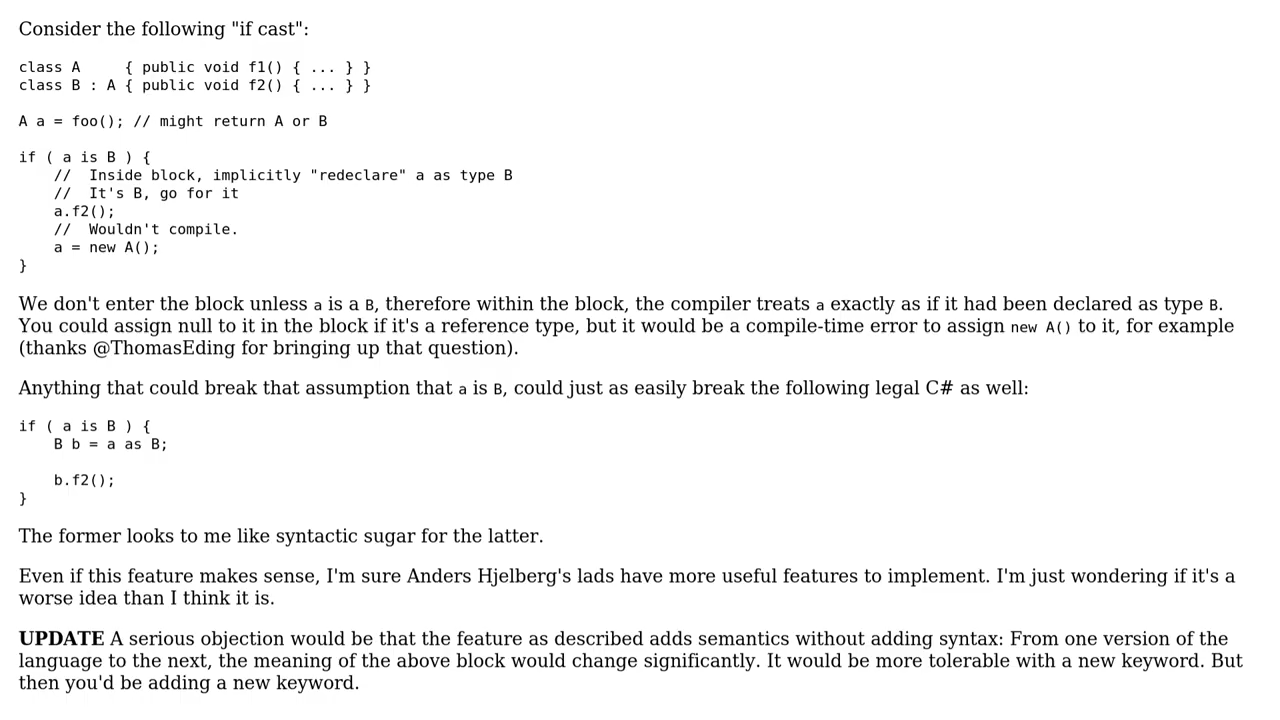 Consider the following "if cast":
class A     { public void f1() { ... } }
class B : A { public void f2() { ... } }
A a = foo(); // might return A or B
if ( a is B ) {
    //  Inside block, implicitly "redeclare" a as type B
    //  It's B, go for it
    a.f2();
    //  Wouldn't compile.
    a = new A();
}
We don't enter the block unless a is a B, therefore within the block, the compiler treats a exactly as if it had been declared as type B.
You could assign null to it in the block if it's a reference type, but it would be a compile-time error to assign new A() to it, for example
(thanks @ThomasEding for bringing up that question).
Anything that could break that assumption that a is B, could just as easily break the following legal C# as well:
if ( a is B ) {
    B b = a as B;
    b.f2();
}
The former looks to me like syntactic sugar for the latter.
Even if this feature makes sense, I'm sure Anders Hjelberg's lads have more useful features to implement. I'm just wondering if it's a
worse idea than I think it is.
UPDATE A serious objection would be that the feature as described adds semantics without adding syntax: From one version of the
language to the next, the meaning of the above block would change significantly. It would be more tolerable with a new keyword. But
then you'd be adding a new keyword.